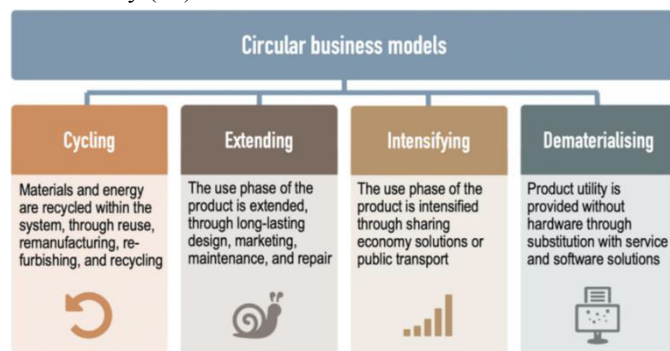 Circular business models
Cycling
Materials and energy
are recycled within the
system, through reuse,
remanufacturing, re-
furbishing, and recycling
Extending
The use phase of the
product is extended,
through long-lasting
design, marketing,
maintenance, and repair
Intensifying
The use phase of the
product is intensified
through sharing
economy solutions or
public transport
Dematerialising
Product utility is
provided without
hardware through
substitution with service
and software solutions